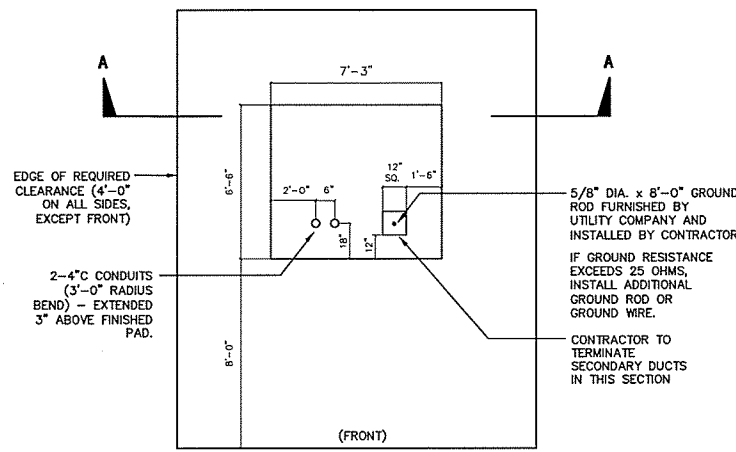 A
A
7'-3"
EDGE OF REQUIRED
CLEARANCE (4'-0"
ON ALL SIDES,
EXCEPT FRONT)
6'-6"
2'-0"
6"
12"
SQ.
1'-6"
18"
12"
5/8" DIA. x 8'-0" GROUND
ROD FURNISHED BY
UTILITY COMPANY AND
INSTALLED BY CONTRACTOR
IF GROUND RESISTANCE
EXCEEDS 25 OHMS,
INSTALL ADDITIONAL
GROUND ROD OR
GROUND WIRE.
2-4"C CONDUITS
(3'-0" RADIUS
BEND) - EXTENDED
3" ABOVE FINISHED
PAD.
8'-0"
CONTRACTOR TO
TERMINATE
SECONDARY DUCTS
IN THIS SECTION
(FRONT)